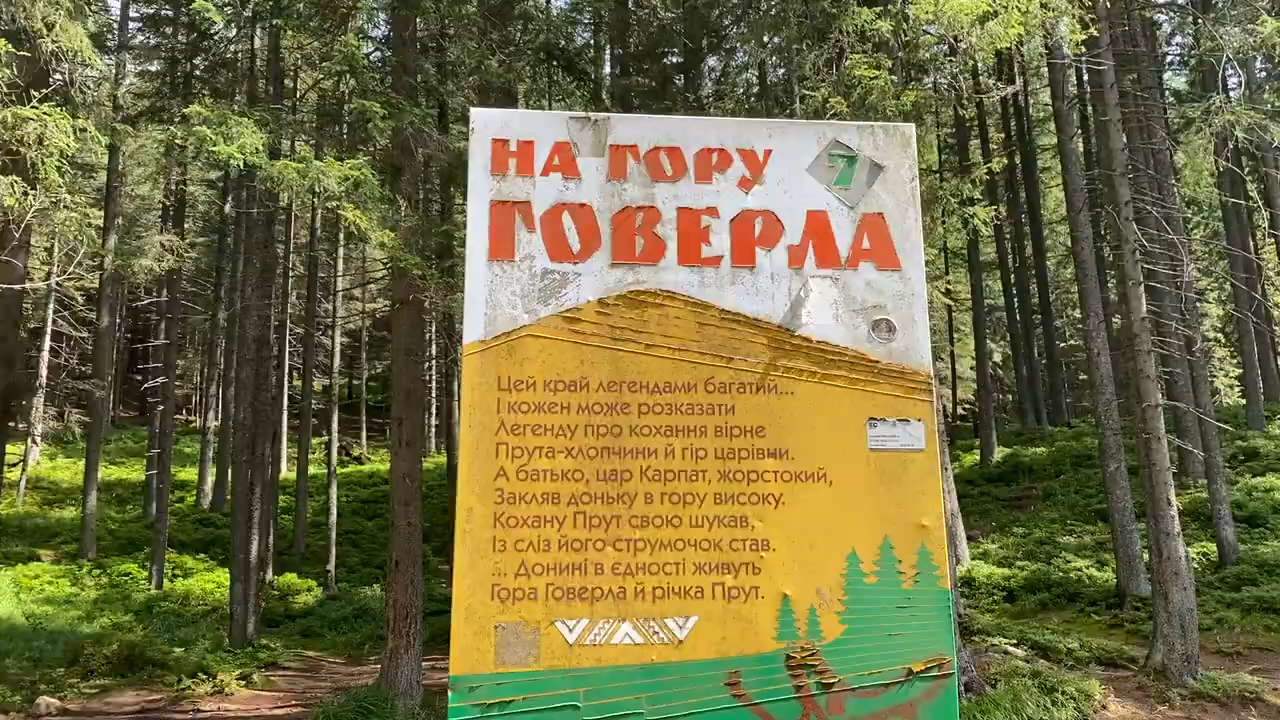 НА ГОРУ
7
ГОВЕРЛА
Цей край легендами багатий...
І кожен може розказати
Легенду про кохання вірне
Прута-хлопчини й гір царівни.
А батько, цар Карпат, жорстокий,
Закляв доньку в гору високу.
Кохану Прут свою шукав,
Із сліз його струмочок став.
... Донині в єдності живуть
Гора Говерла й річка Прут.